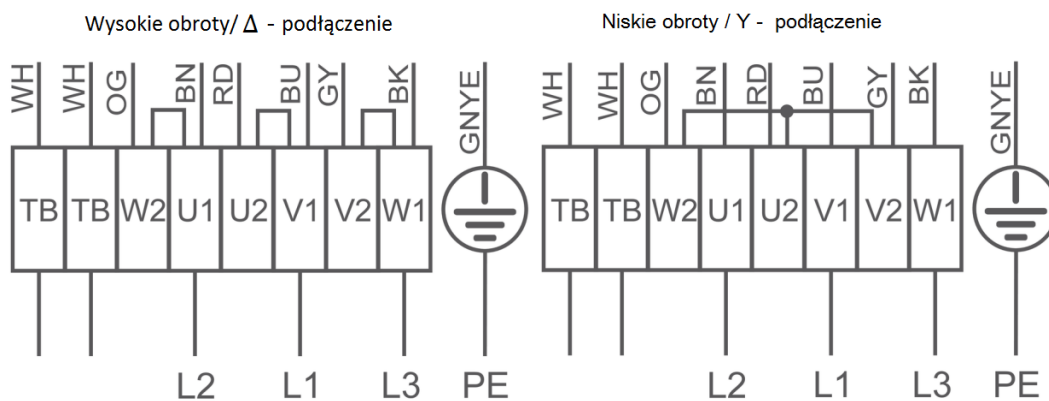 Wysokie obroty/ Δ - podłączenie
WH WH OG BN RD BU GY BK GNYE
TB TB W2 U1 U2 V1 V2 W1
L2 L1 L3 PE
Niskie obroty / Y - podłączenie
WH WH OG BN RD BU GY BK GNYE
TB TB W2 U1 U2 V1 V2 W1
L2 L1 L3 PE